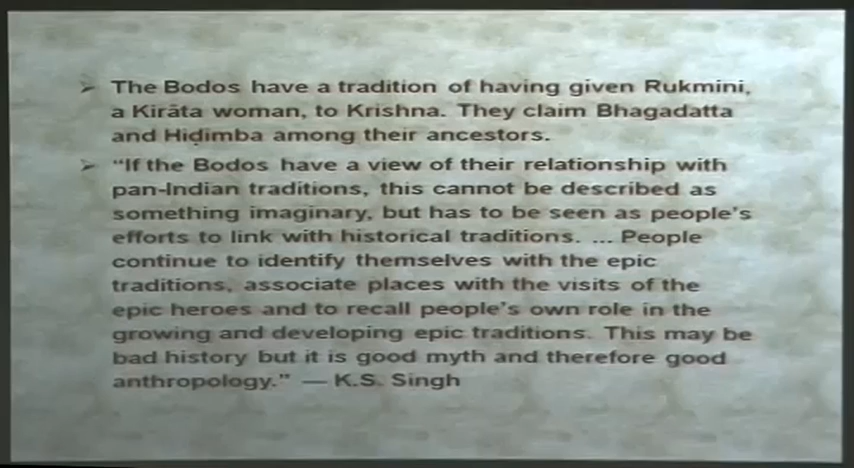 ➢ The Bodos have a tradition of having given Rukmini,
a Kirāta woman, to Krishna. They claim Bhagadatta
and Hiḍimba among their ancestors.
➢ "If the Bodos have a view of their relationship with
pan-Indian traditions, this cannot be described as
something imaginary, but has to be seen as people's
efforts to link with historical traditions. ... People
continue to identify themselves with the epic
traditions, associate places with the visits of the
epic heroes and to recall people's own role in the
growing and developing epic traditions. This may be
bad history but it is good myth and therefore good
anthropology." — K.S. Singh